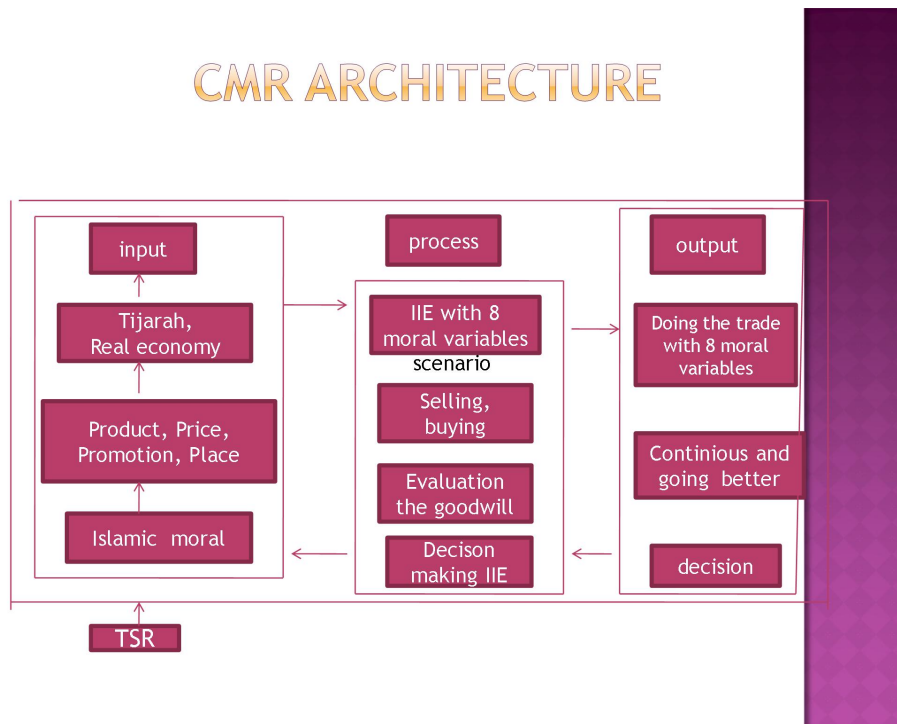 CMR ARCHITECTURE
input
Tijarah,
Real economy
Product, Price,
Promotion, Place
Islamic moral
process
IIE with 8
moral variables
scenario
Selling,
buying
Evaluation
the goodwill
Decison
making IIE
output
Doing the trade
with 8 moral
variables
Continious and
going better
decision
TSR